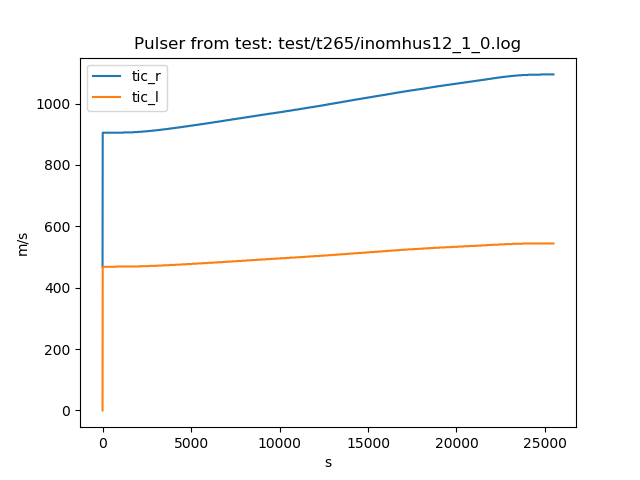 Pulser from test: test/t265/inomhus12_1_0.log
tic_r
tic_l
1000
800
600
400
200
0
m/s
0 5000 10000 15000 20000 25000
s